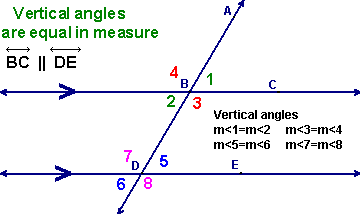 Vertical angles
are equal in measure
BC || DE
A
4
1
B
C
2
3
Vertical angles
m<1=m<2 m<3=m<4
m<5=m<6 m<7=m<8
7
5
D
E
6
8